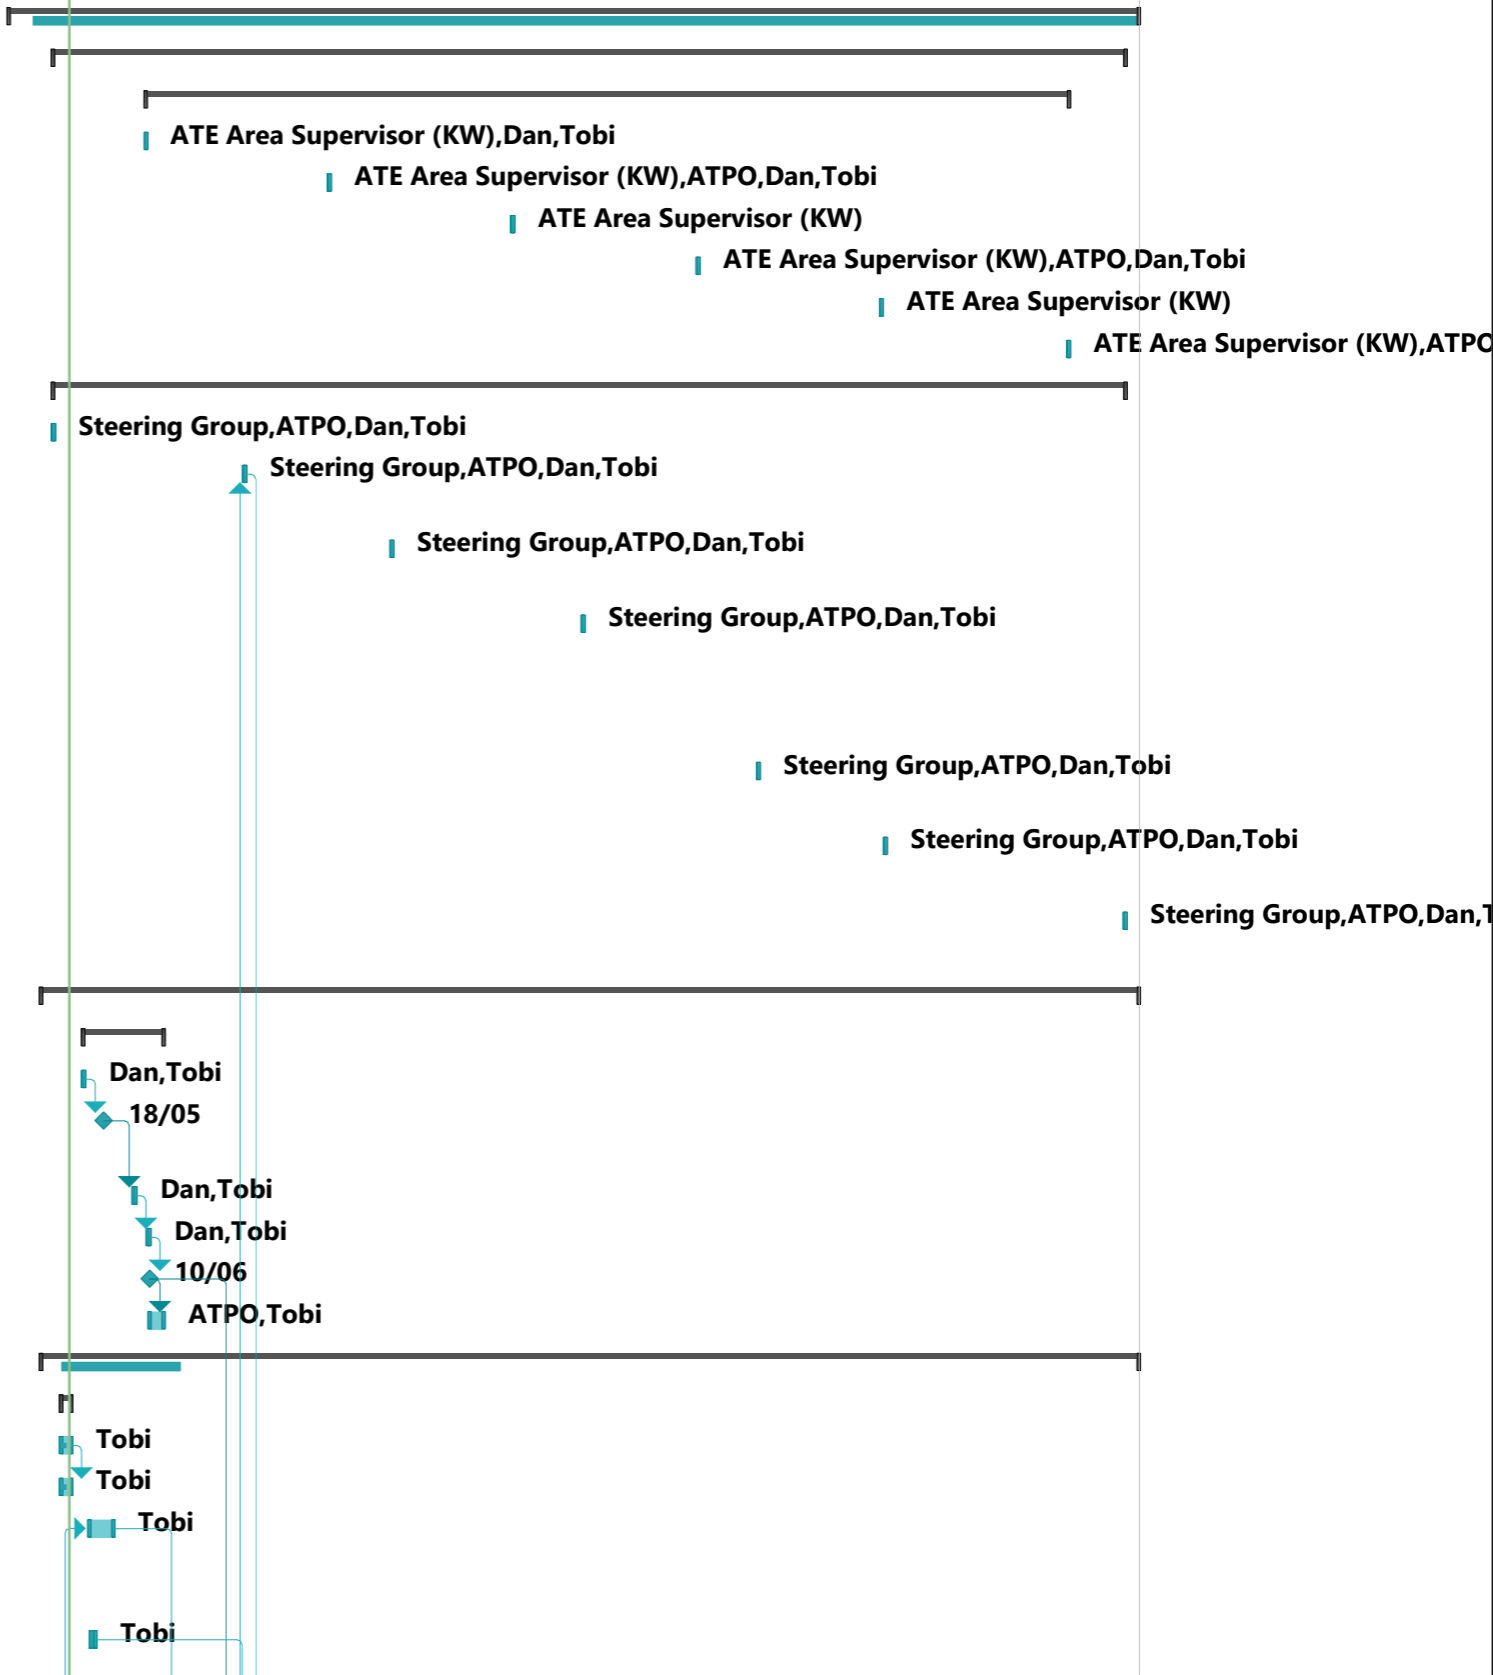 ATE Area Supervisor (KW),Dan,Tobi
ATE Area Supervisor (KW),ATPO,Dan,Tobi
ATE Area Supervisor (KW)
ATE Area Supervisor (KW),ATPO,Dan,Tobi
ATE Area Supervisor (KW)
ATE Area Supervisor (KW),ATPO
Steering Group,ATPO,Dan,Tobi
Steering Group,ATPO,Dan,Tobi
Steering Group,ATPO,Dan,Tobi
Steering Group,ATPO,Dan,Tobi
Steering Group,ATPO,Dan,Tobi
Steering Group,ATPO,Dan,Tobi
Steering Group,ATPO,Dan,T
Dan,Tobi
18/05
Dan,Tobi
Dan,Tobi
10/06
ATPO,Tobi
Tobi
Tobi
Tobi
Tobi